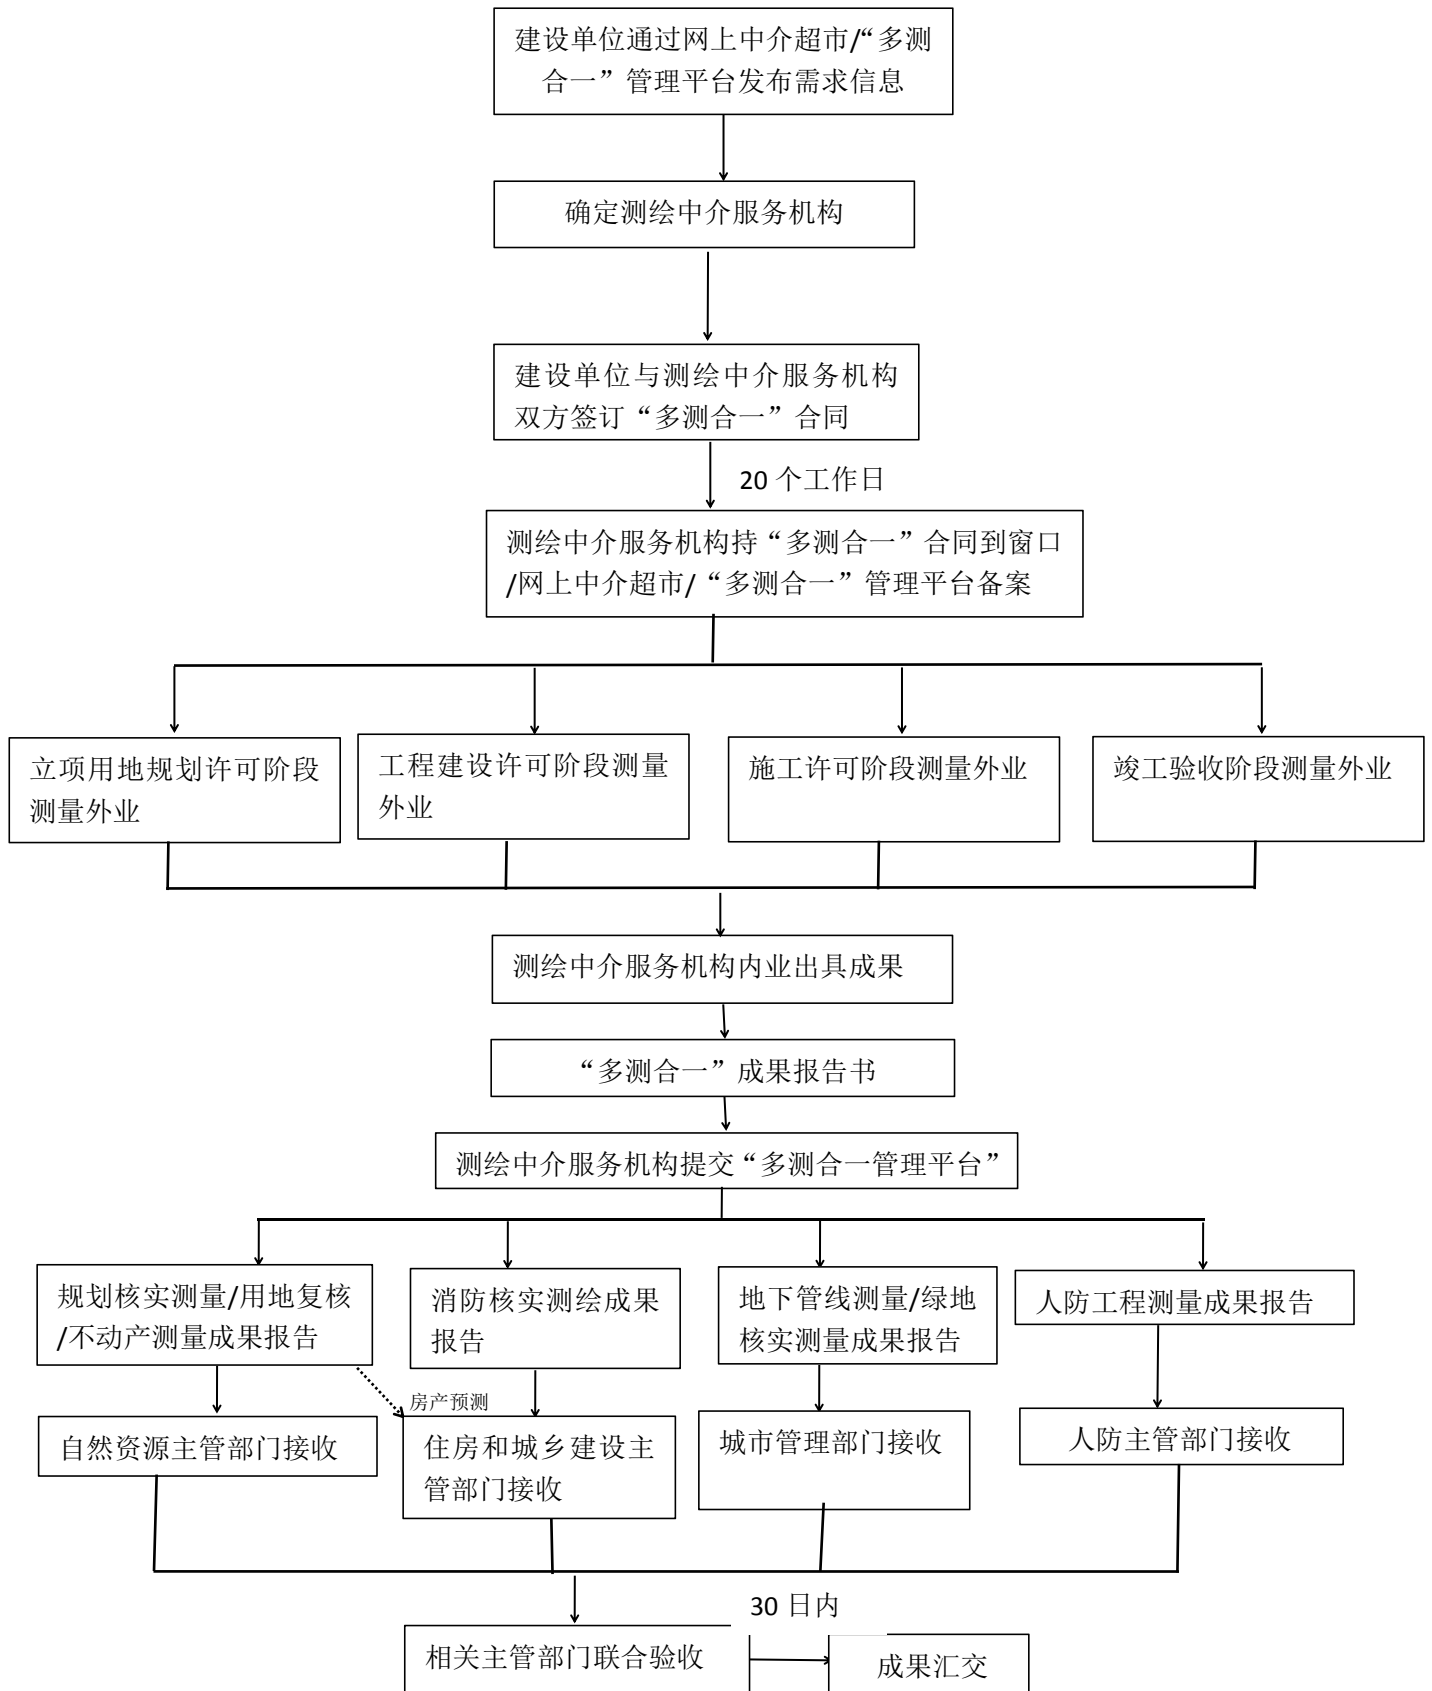 建设单位通过网上中介超市/“多测
合一”管理平台发布需求信息
确定测绘中介服务机构
建设单位与测绘中介服务机构
双方签订“多测合一”合同
20 个工作日
测绘中介服务机构持“多测合一”合同到窗口
/网上中介超市/“多测合一”管理平台备案
立项用地规划许可阶段
测量外业
工程建设许可阶段测量
外业
施工许可阶段测量外业
竣工验收阶段测量外业
测绘中介服务机构内业出具成果
“多测合一”成果报告书
测绘中介服务机构提交“多测合一管理平台”
规划核实测量/用地复核
/不动产测量成果报告
消防核实测绘成果
报告
地下管线测量/绿地
核实测量成果报告
人防工程测量成果报告
房产预测
自然资源主管部门接收
住房和城乡建设主
管部门接收
城市管理部门接收
人防主管部门接收
30 日内
相关主管部门联合验收
成果汇交